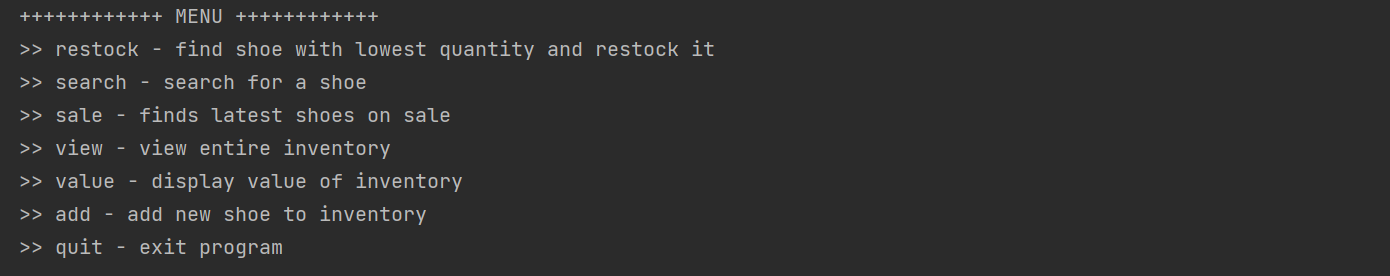 ++++++++++++ MENU ++++++++++++
>> restock - find shoe with lowest quantity and restock it
>> search - search for a shoe
>> sale - finds latest shoes on sale
>> view - view entire inventory
>> value - display value of inventory
>> add - add new shoe to inventory
>> quit - exit program